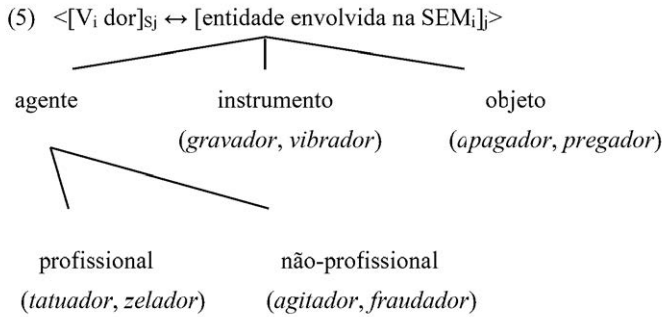 (5) <[Vi dor]Sj ↔ [entidade envolvida na SEMi]j>
agente instrumento objeto
(gravador, vibrador) (apagador, pregador)
profissional não-profissional
(tatuador, zelador) (agitador, fraudador)